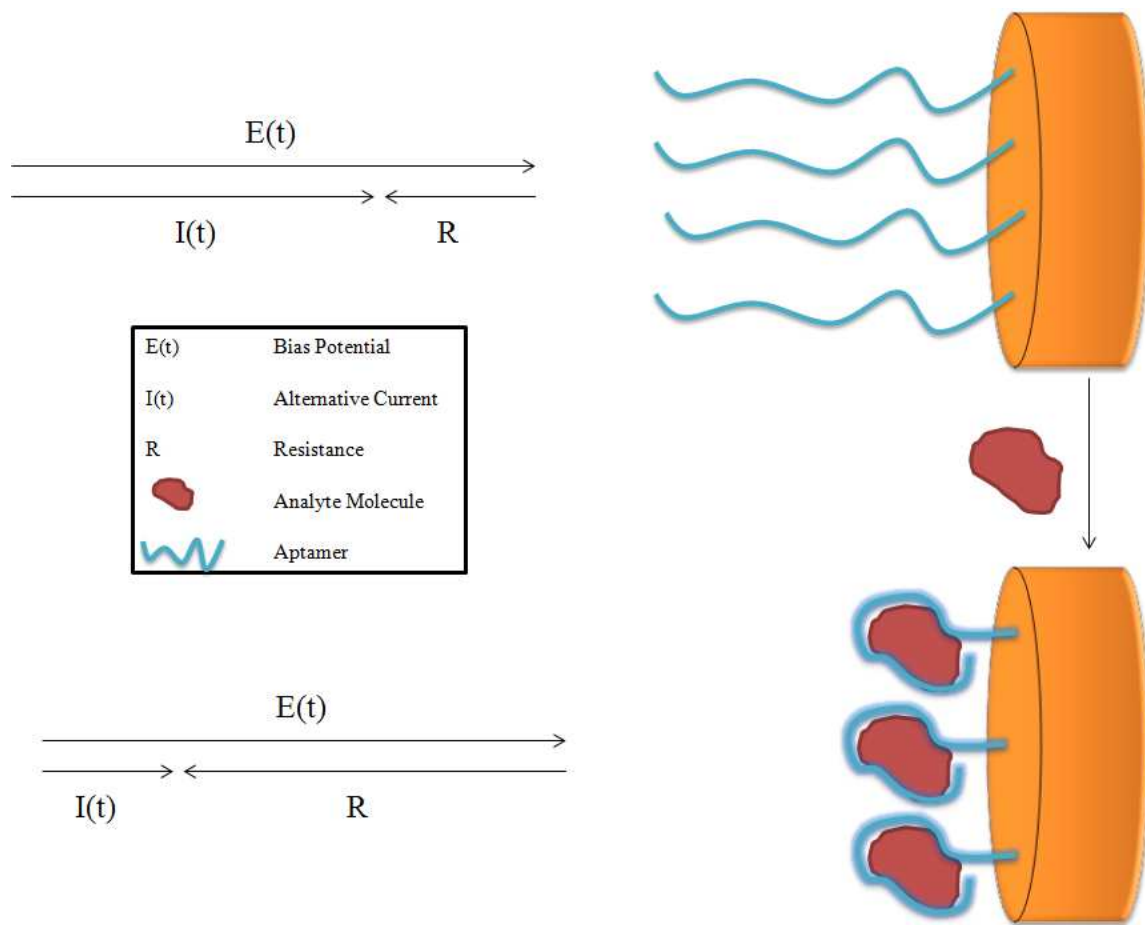 E(t)
I(t) R
E(t) Bias Potential
I(t) Alternative Current
R Resistance
Analyte Molecule
Aptamer
E(t)
I(t) R